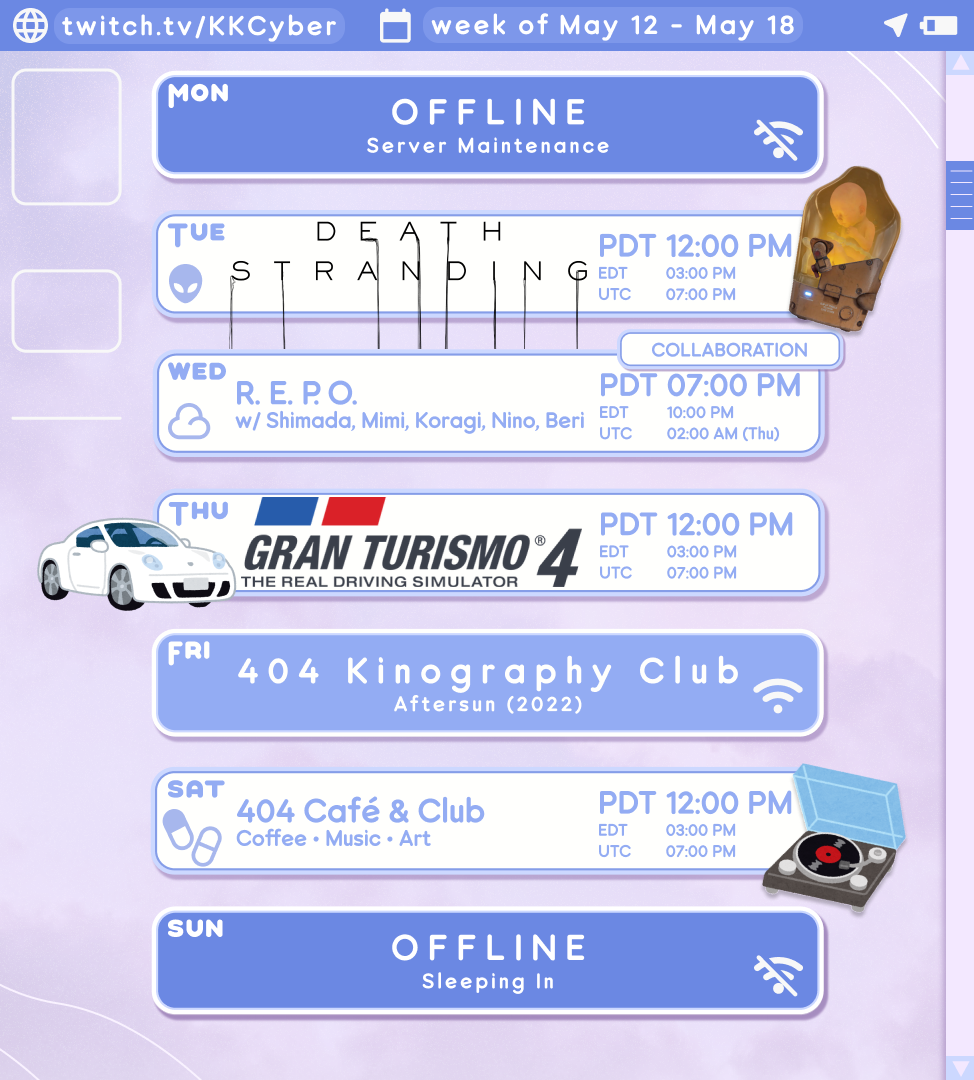 twitch.tv/KKCyber
week of May 12 - May 18
MON
OFFLINE
Server Maintenance
TUE
DEATH
STRANDING
PDT 12:00 PM
EDT 03:00 PM
UTC 07:00 PM
COLLABORATION
WED
R. E. P. O.
w/ Shimada, Mimi, Koragi, Nino, Beri
PDT 07:00 PM
EDT 10:00 PM
UTC 02:00 AM (Thu)
THU
GRAN TURISMO® 4
THE REAL DRIVING SIMULATOR
PDT 12:00 PM
EDT 03:00 PM
UTC 07:00 PM
FRI
404 Kinography Club
Aftersun (2022)
SAT
404 Café & Club
Coffee • Music • Art
PDT 12:00 PM
EDT 03:00 PM
UTC 07:00 PM
SUN
OFFLINE
Sleeping In